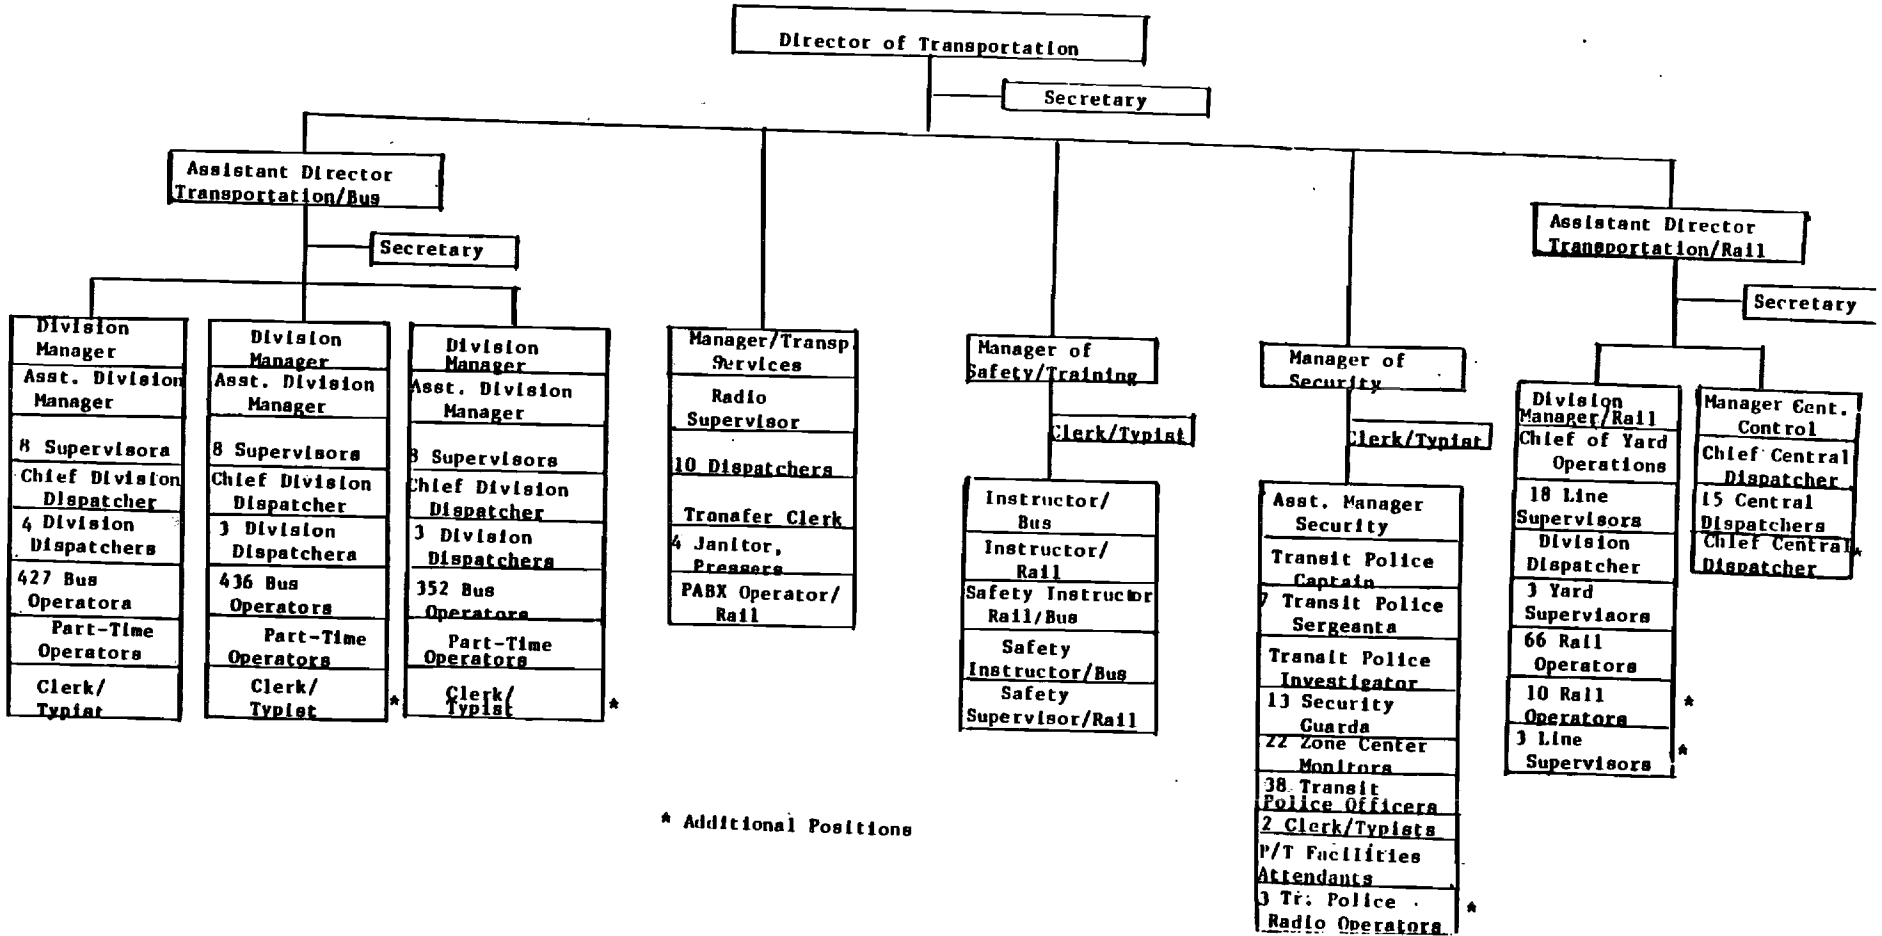 Director of Transportation
Secretary
Assistant Director
Transportation/Bus
Secretary
Division
Manager
Asst. Division
Manager
8 Supervisors
Chief Division
Dispatcher
4 Division
Dispatchers
427 Bus
Operators
Part-Time
Operators
Clerk/
Typist
Division
Manager
Asst. Division
Manager
8 Supervisors
Chief Division
Dispatcher
3 Division
Dispatchers
436 Bus
Operators
Part-Time
Operators
Clerk/
Typist *
Division
Manager
Asst. Division
Manager
8 Supervisors
Chief Division
Dispatcher
3 Division
Dispatchers
352 Bus
Operators
Part-Time
Operators
Clerk/
Typist *
Manager/Transp.
Services
Radio
Supervisor
10 Dispatchers
Tranafer Clerk
4 Janitor,
Pressers
PABX Operator/
Rail
Manager of
Safety/Training
Clerk/Typist
Instructor/
Bus
Instructor/
Rail
Safety Instructor
Rail/Bus
Safety
Instructor/Bus
Safety
Supervisor/Rail
Manager of
Security
Clerk/Typist
Asst. Manager
Security
Transit Police
Captain
7 Transit Police
Sergeants
Transit Police
Investigator
13 Security
Guards
22 Zone Center
Monitors
38 Transit
Police Officers
2 Clerk/Typists
P/T Facilities
Attendants
3 Tr. Police
Radio Operators *
Assistant Director
Transportation/Rail
Secretary
Division
Manager/Rail
Chief of Yard
Operations
18 Line
Supervisors
Division
Dispatcher
3 Yard
Supervisors
66 Rail
Operators
10 Rail
Operators *
3 Line
Supervisors *
Manager Cent.
Control
Chief Central
Dispatcher
15 Central
Dispatchers
Chief Central *
Dispatcher
* Additional Positions